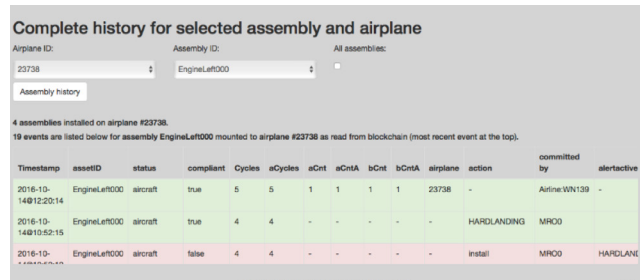 Complete history for selected assembly and airplane
Airplane ID: Assembly ID: All assemblies:
23738 EngineLeft000
Assembly history
4 assemblies installed on airplane #23738.
19 events are listed below for assembly EngineLeft000 mounted to airplane #23738 as read from blockchain (most recent event at the top).
committed
Timestamp assetID status compliant Cycles aCycles aCnt aCntA bCnt bCntA airplane action by alertactive
2016-10- EngineLeft000 aircraft true 5 5 1 1 1 1 23738 - Airline:WN139 -
14@12:20:14
2016-10- EngineLeft000 aircraft true 4 4 - - - - - HARDLANDING MRO0
14@10:52:15
2016-10- EngineLeft000 aircraft false 4 4 - - - - - install MRO0 HARDLAND